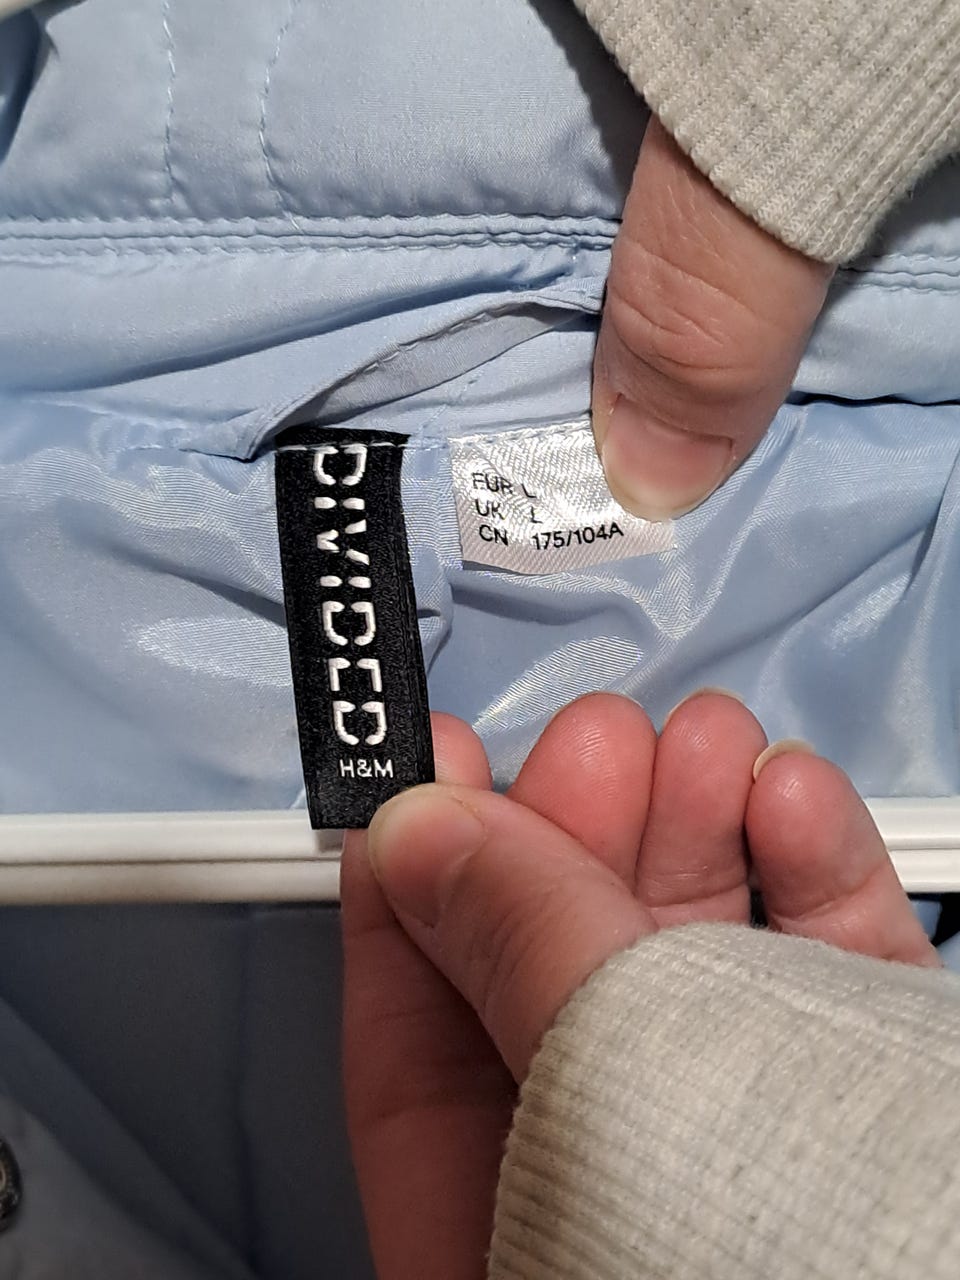 DIVIDED
H&M
EUR L
UK L
CN 175/104A